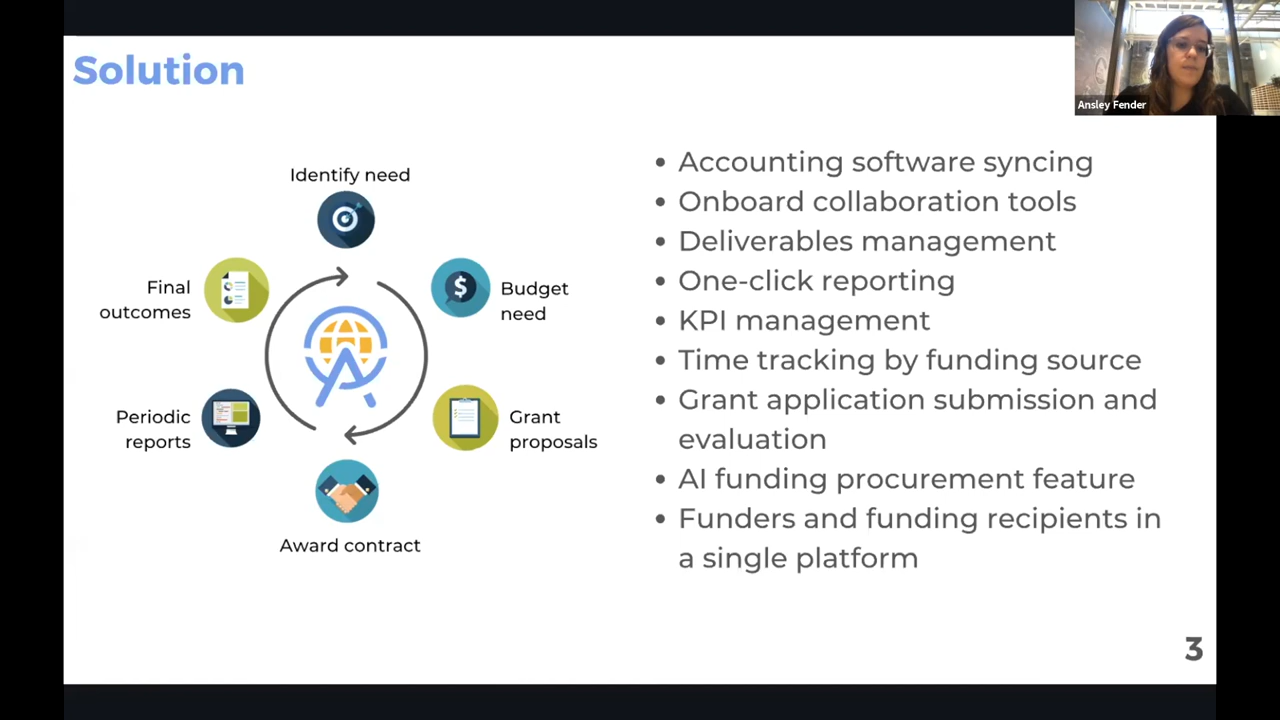 Solution
Ansley Fender
Identify need
Budget
need
Grant
proposals
Award contract
Periodic
reports
Final
outcomes
• Accounting software syncing
• Onboard collaboration tools
• Deliverables management
• One-click reporting
• KPI management
• Time tracking by funding source
• Grant application submission and
evaluation
• AI funding procurement feature
• Funders and funding recipients in
a single platform
3